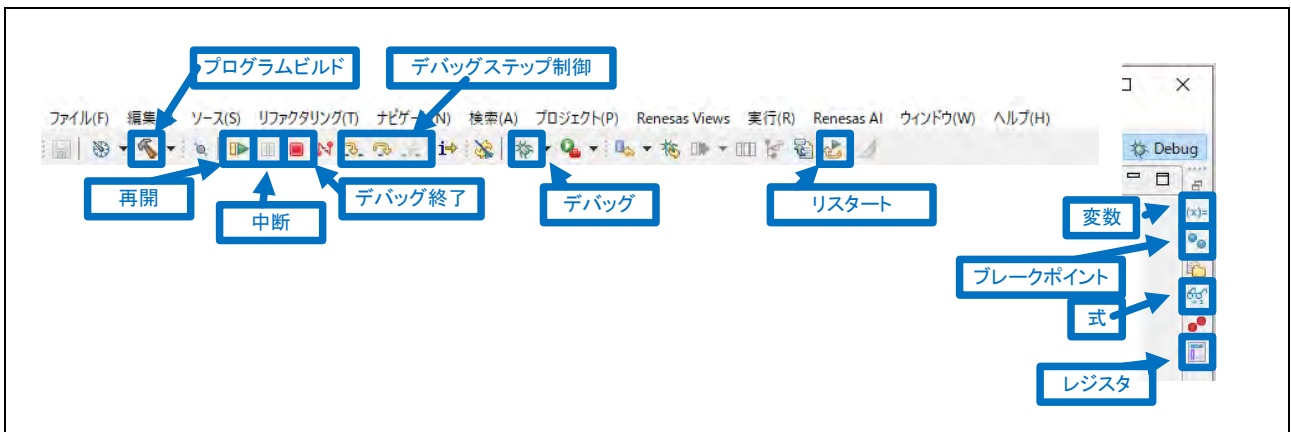 プログラムビルド
デバッグステップ制御
ファイル(F) 編集 ソース(S) リファクタリング(T) ナビゲー (N) 検索(A) プロジェクト(P) Renesas Views 実行(R) Renesas AI ウィンドウ(W) ヘルプ(H)
Debug
再開
中断
デバッグ終了
デバッグ
リスタート
変数
(x)=
ブレークポイント
式
レジスタ